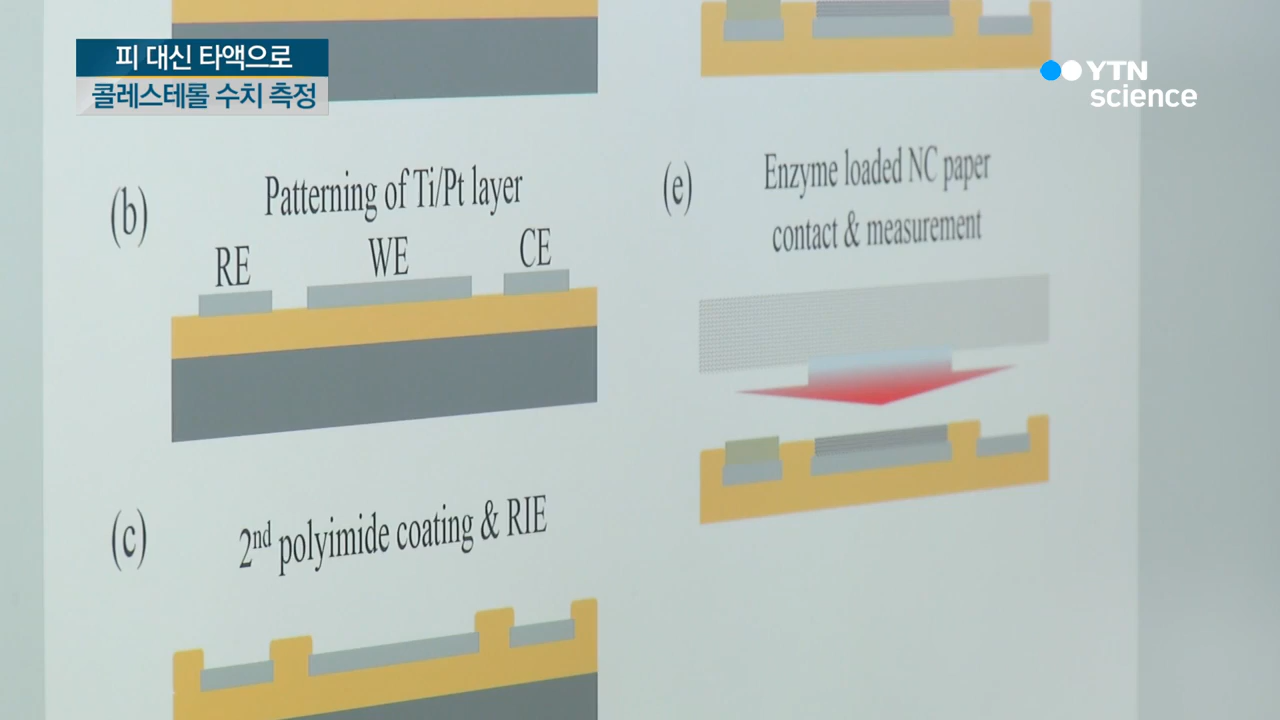 피 대신 타액으로
콜레스테롤 수치 측정
YTN
science
(b)
Patterning of Ti/Pt layer
RE
WE
CE
(c)
2nd polyimide coating & RIE
(e)
Enzyme loaded NC paper
contact & measurement